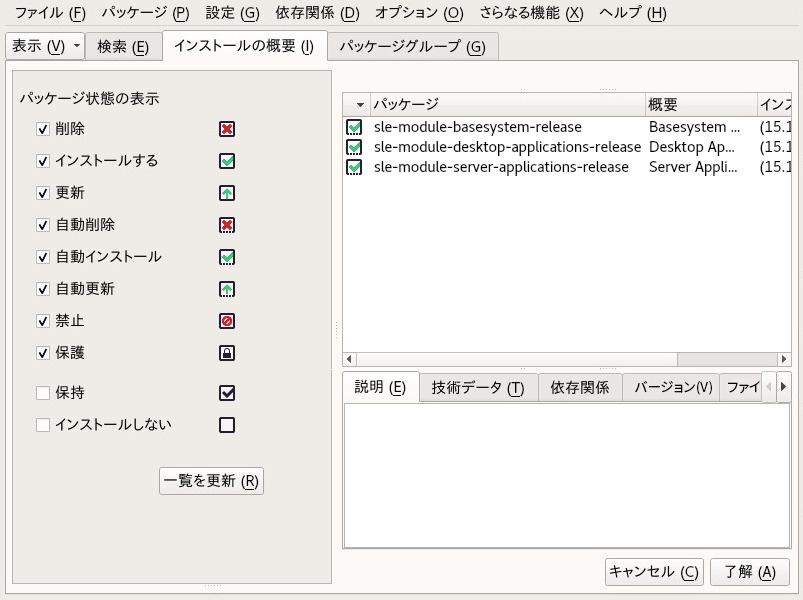 ファイル (F) パッケージ (P) 設定 (G) 依存関係 (D) オプション (O) さらなる機能 (X) ヘルプ (H)
表示 (V) 検索 (E) インストールの概要 (I) パッケージグループ (G)
パッケージ状態の表示
削除
インストールする
更新
自動削除
自動インストール
自動更新
禁止
保護
保持
インストールしない
一覧を更新 (R)
パッケージ 概要 インス
sle-module-basesystem-release Basesystem ... (15.1
sle-module-desktop-applications-release Desktop Ap... (15.1
sle-module-server-applications-release Server Appli... (15.1
説明 (E) 技術データ (T) 依存関係 バージョン(V) ファイ
キャンセル (C) 了解 (A)